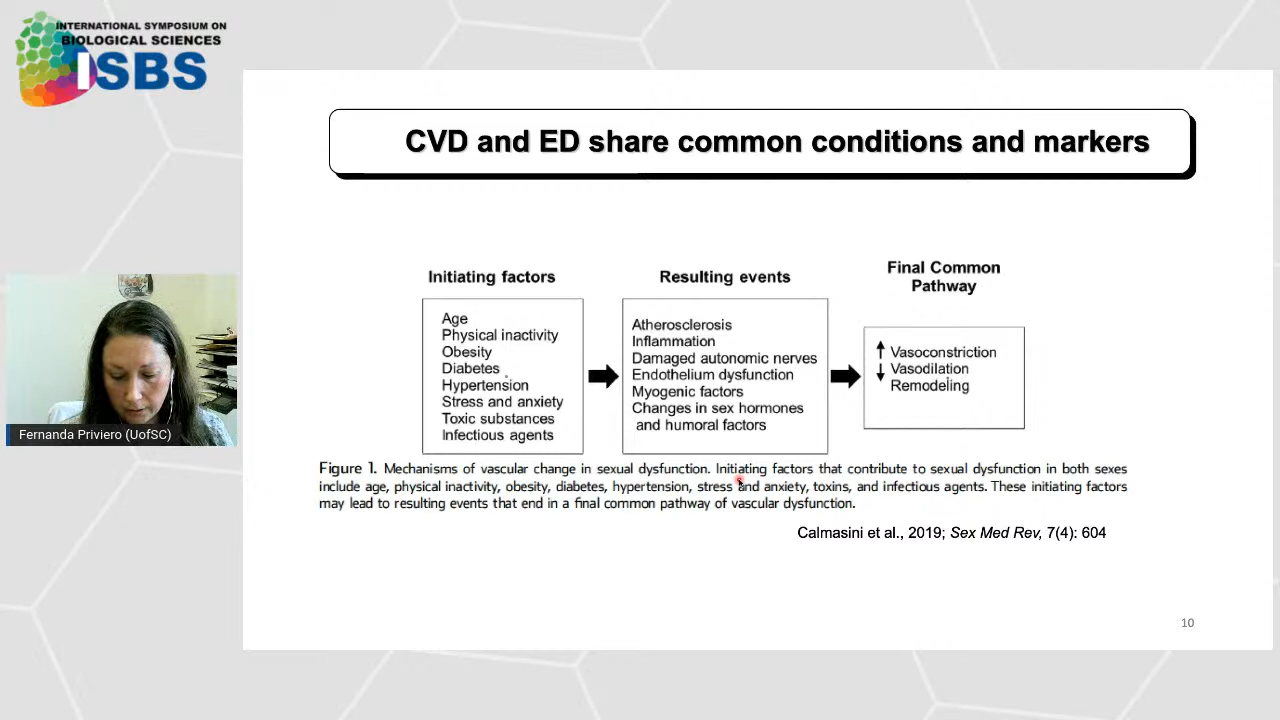 INTERNATIONAL SYMPOSIUM ON
BIOLOGICAL SCIENCES
ISBS
CVD and ED share common conditions and markers
Initiating factors
Age
Physical inactivity
Obesity
Diabetes
Hypertension
Stress and anxiety
Toxic substances
Infectious agents
Resulting events
Atherosclerosis
Inflammation
Damaged autonomic nerves
Endothelium dysfunction
Myogenic factors
Changes in sex hormones
and humoral factors
Final Common
Pathway
↑ Vasoconstriction
↓ Vasodilation
Remodeling
Figure 1. Mechanisms of vascular change in sexual dysfunction. Initiating factors that contribute to sexual dysfunction in both sexes
include age, physical inactivity, obesity, diabetes, hypertension, stress and anxiety, toxins, and infectious agents. These initiating factors
may lead to resulting events that end in a final common pathway of vascular dysfunction.
Calmasini et al., 2019; Sex Med Rev, 7(4): 604
Fernanda Priviero (UofSC)
10